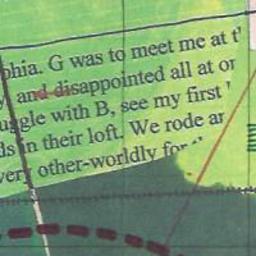 phia. G was to meet me at t
and disappointed all at or
uggle with B, see my first
ds in their loft. We rode ar
very other-worldly for